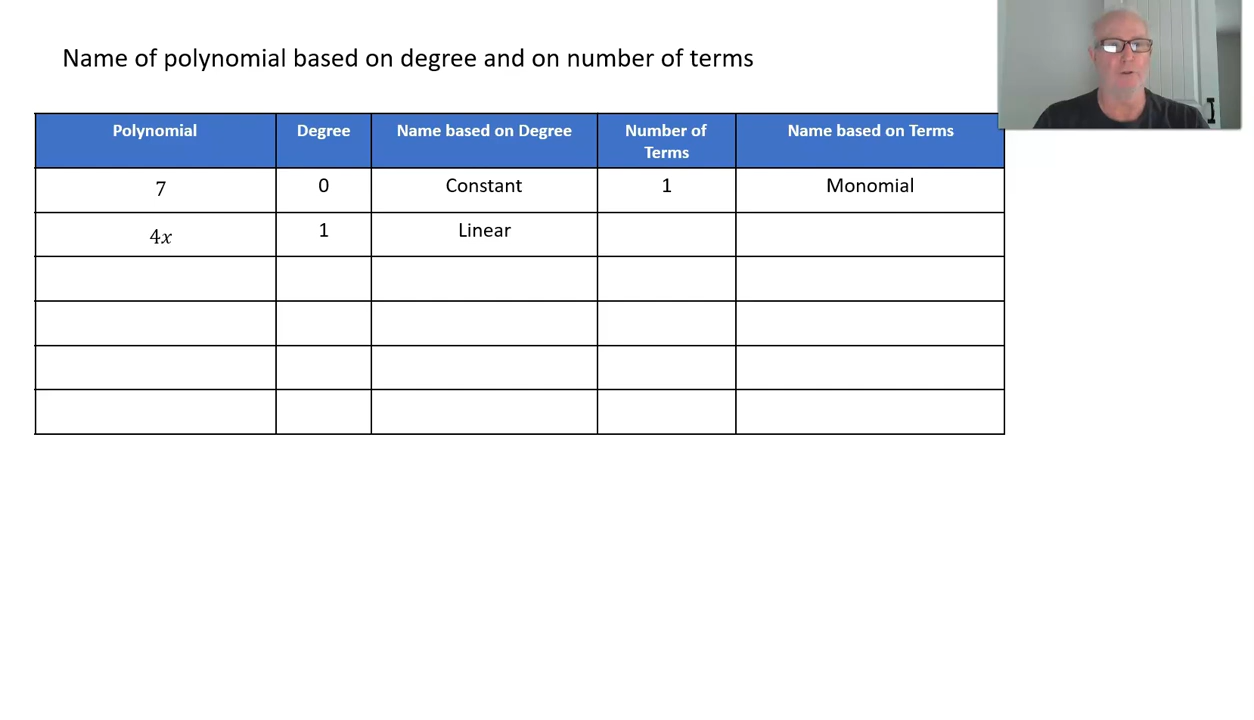 Name of polynomial based on degree and on number of terms
Polynomial Degree Name based on Degree Number of Terms Name based on Terms
7 0 Constant 1 Monomial
4x 1 Linear